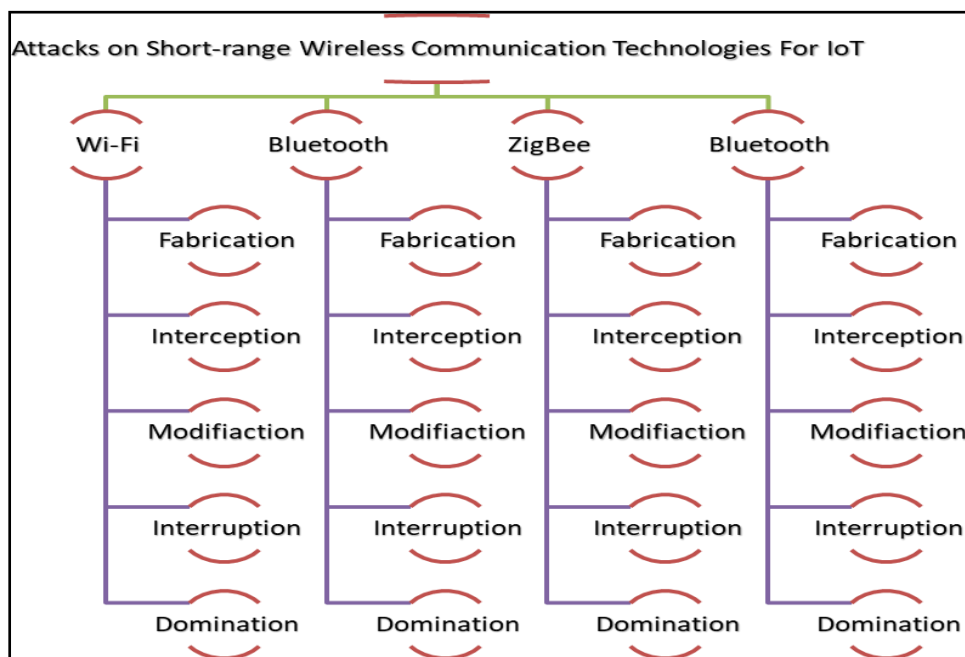 Attacks on Short-range Wireless Communication Technologies For IoT
Wi-Fi Bluetooth ZigBee Bluetooth
Fabrication Fabrication Fabrication Fabrication
Interception Interception Interception Interception
Modifiaction Modifiaction Modifiaction Modifiaction
Interruption Interruption Interruption Interruption
Domination Domination Domination Domination